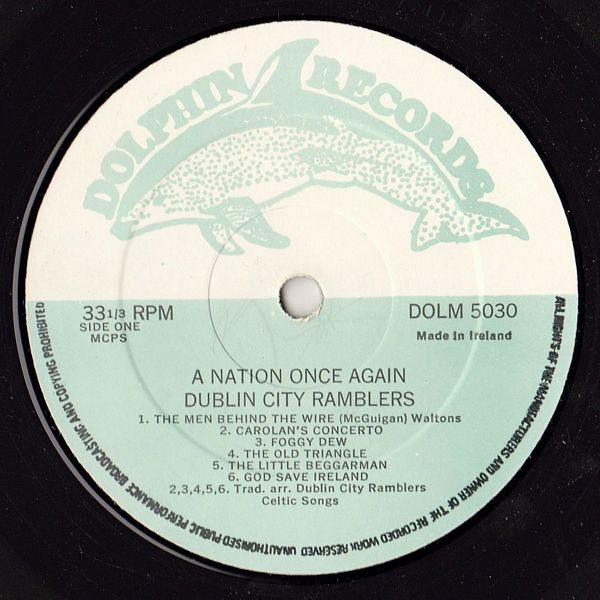 DOLPHIN RECORDS
33 1/3 RPM
SIDE ONE
MCPS
DOLM 5030
Made In Ireland
A NATION ONCE AGAIN
DUBLIN CITY RAMBLERS
1. THE MEN BEHIND THE WIRE (McGuigan) Waltons
2. CAROLAN'S CONCERTO
3. FOGGY DEW
4. THE OLD TRIANGLE
5. THE LITTLE BEGGARMAN
6. GOD SAVE IRELAND
2,3,4,5,6. Trad. arr. Dublin City Ramblers
Celtic Songs
ALL RIGHTS OF THE MANUFACTURERS AND OWNER OF THE RECORDED WORK RESERVED UNAUTHORISED PUBLIC PERFORMANCE BROADCASTING AND COPYING PROHIBITED